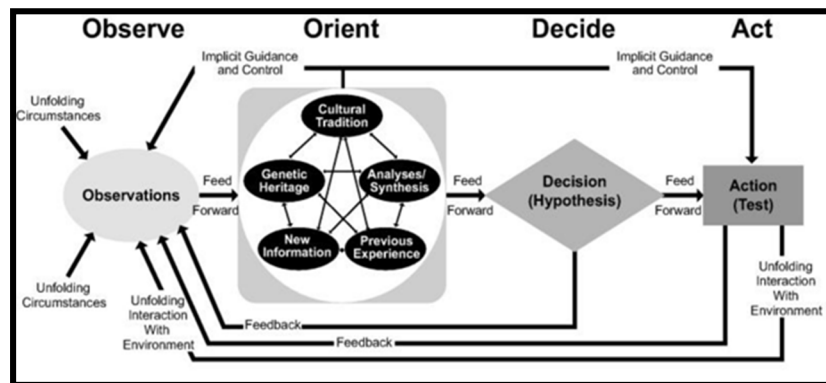 Observe
Orient
Decide
Act
Implicit Guidance
and Control
Implicit Guidance
and Control
Unfolding
Circumstances
Cultural
Tradition
Genetic
Heritage
Analyses/
Synthesis
New
Information
Previous
Experience
Observations
Feed
Forward
Feed
Forward
Decision
(Hypothesis)
Feed
Forward
Action
(Test)
Unfolding
Circumstances
Unfolding
Interaction
With
Environment
Feedback
Feedback
Unfolding
Interaction
With
Environment